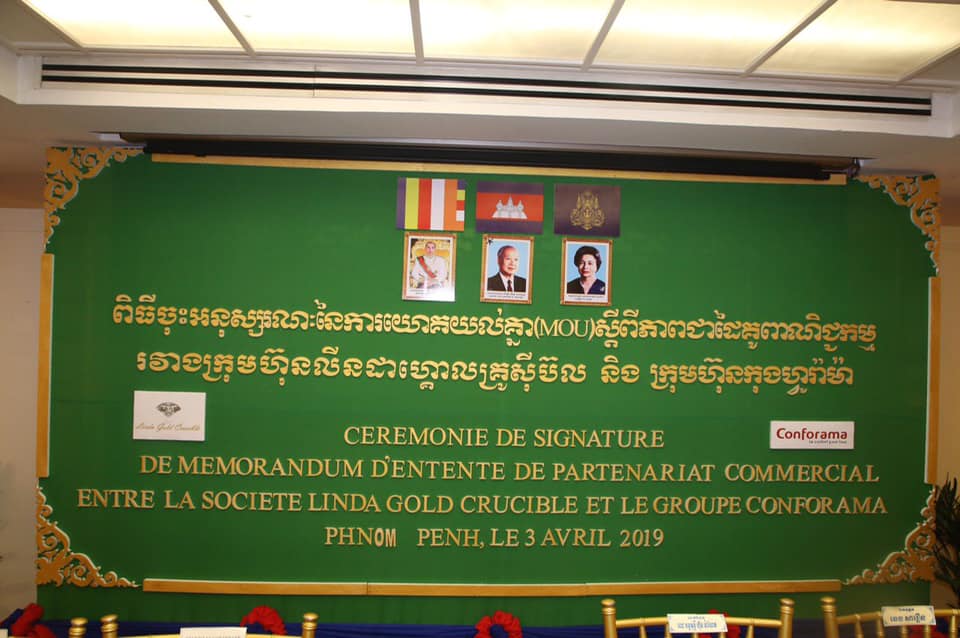 ពិធីចុះអនុស្សរណៈនៃការយោគយល់គ្នា(MOU)ស្តីពីភាពជាដៃគូពាណិជ្ជកម្ម
រវាងក្រុមហ៊ុនលីនដាហ្គោលគ្រូស៊ីបល និង ក្រុមហ៊ុនកុងហ្វូរ៉ាម៉ា
Linda Gold Crucible
Conforama
CEREMONIE DE SIGNATURE
DE MEMORANDUM D'ENTENTE DE PARTENARIAT COMMERCIAL
ENTRE LA SOCIETE LINDA GOLD CRUCIBLE ET LE GROUPE CONFORAMA
PHNOM PENH, LE 3 AVRIL 2019